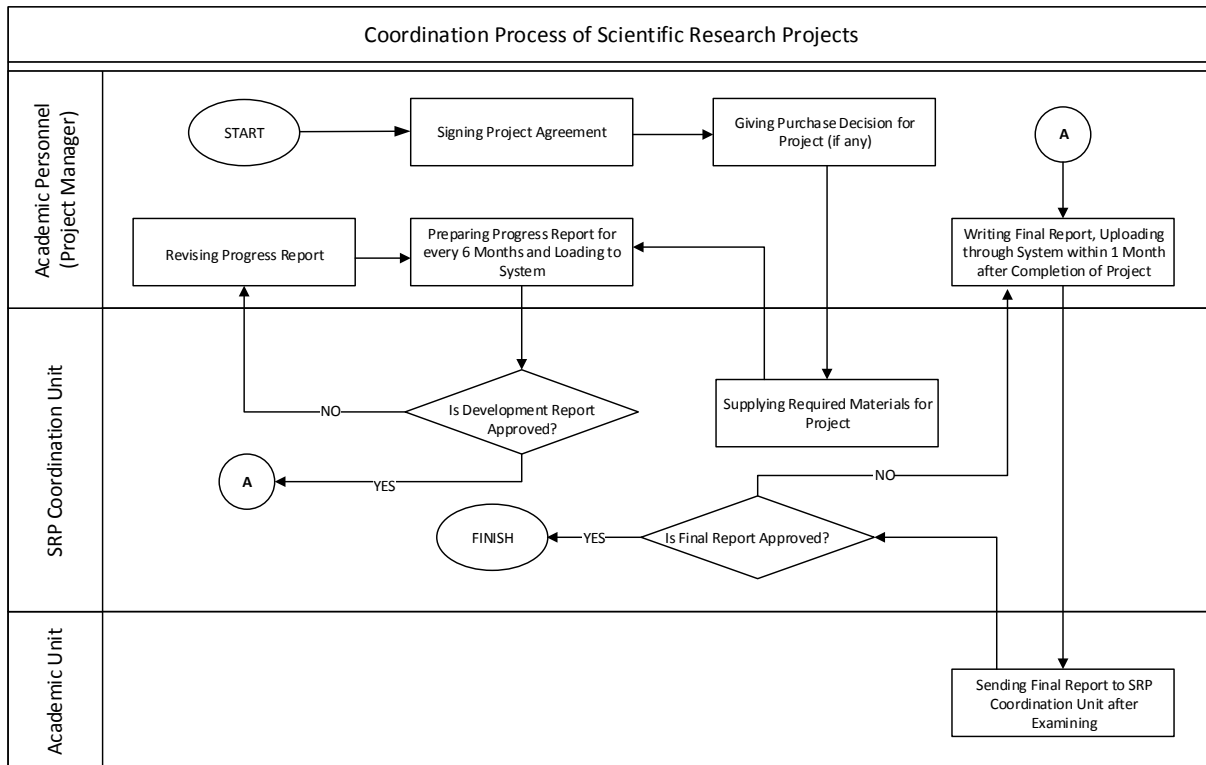 Coordination Process of Scientific Research Projects
Academic Personnel
(Project Manager)
START
Signing Project Agreement
Giving Purchase Decision for
Project (if any)
A
Revising Progress Report
Preparing Progress Report for
every 6 Months and Loading to
System
Writing Final Report, Uploading
through System within 1 Month
after Completion of Project
SRP Coordination Unit
NO
Is Development Report
Approved?
Supplying Required Materials for
Project
A
YES
NO
FINISH
YES
Is Final Report Approved?
Academic Unit
Sending Final Report to SRP
Coordination Unit after
Examining